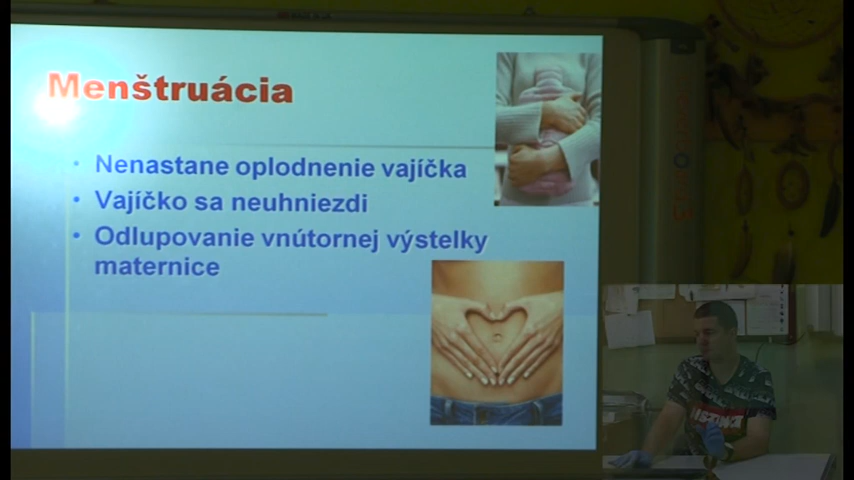 Menštruácia
• Nenastane oplodnenie vajíčka
• Vajíčko sa neuhniezdi
• Odlupovanie vnútornej výstelky
maternice